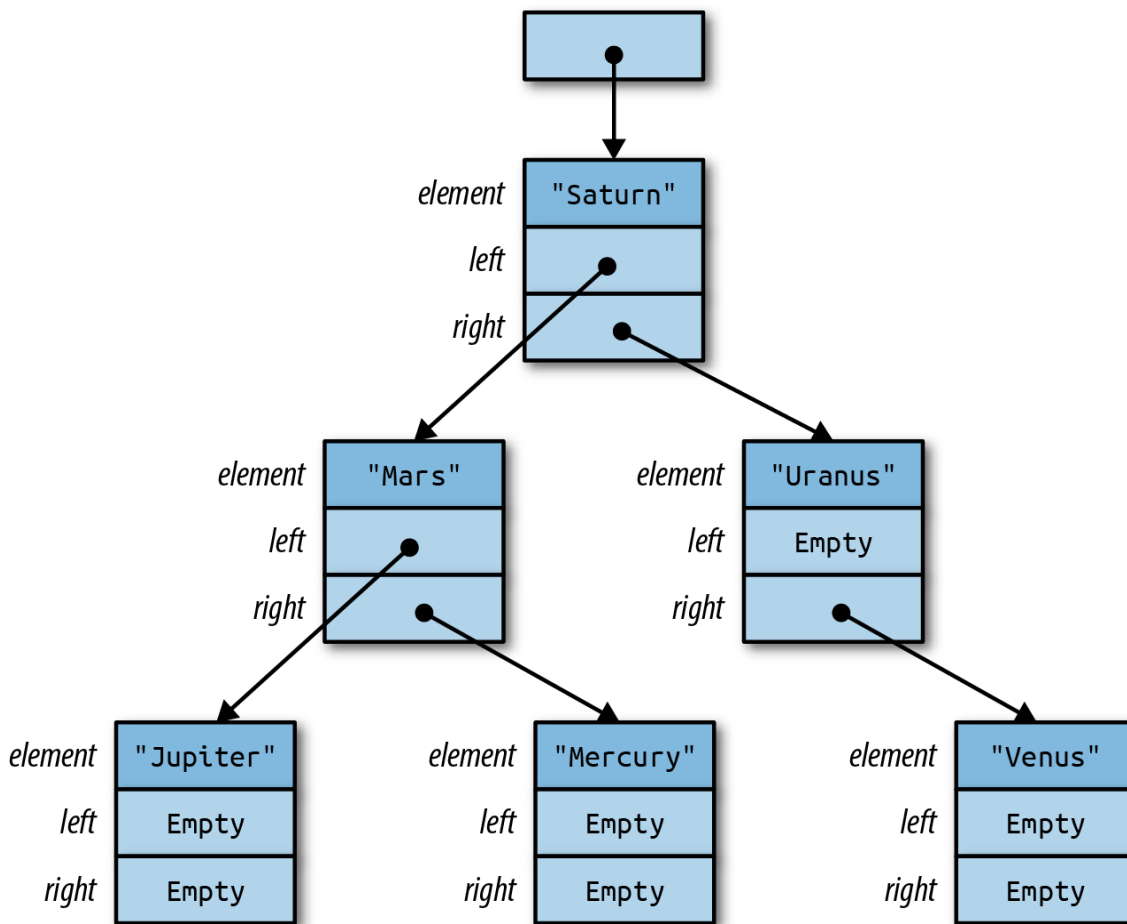 element "Saturn"
left
right
element "Mars" element "Uranus"
left left Empty
right right
element "Jupiter" element "Mercury" element "Venus"
left Empty left Empty left Empty
right Empty right Empty right Empty